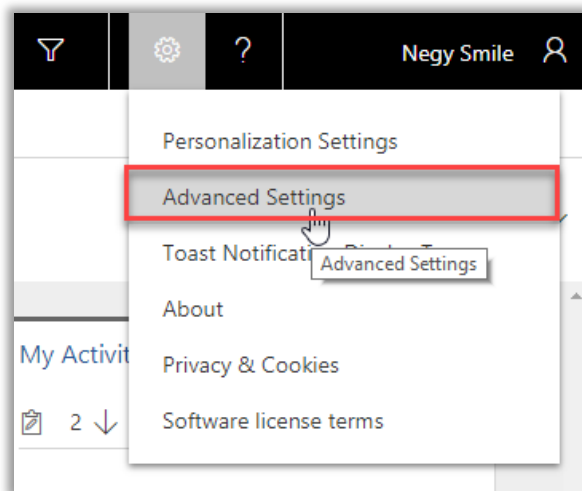 ?
Negy Smile
Personalization Settings
Advanced Settings
Toast Notificati
Advanced Settings
About
My Activit
Privacy & Cookies
2
Software license terms